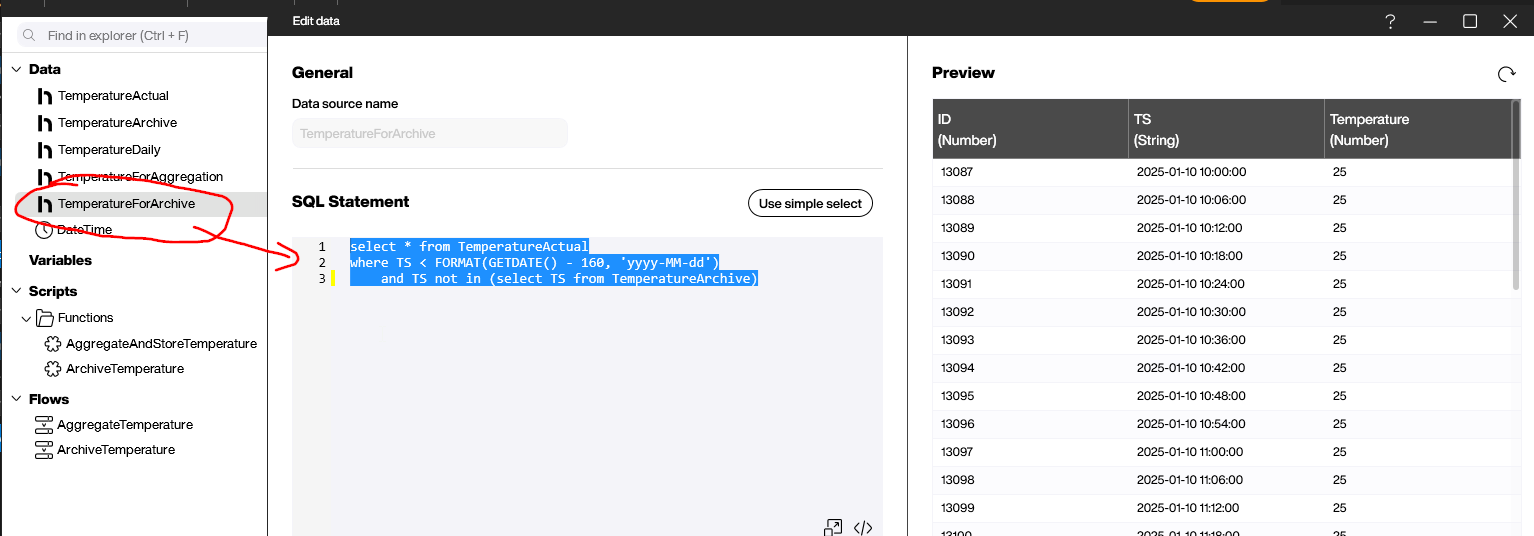 Edit data
?
Find in explorer (Ctrl + F)
Data
TemperatureActual
TemperatureArchive
TemperatureDaily
TemperatureForAggregation
TemperatureForArchive
DateTime
Variables
Scripts
Functions
AggregateAndStoreTemperature
ArchiveTemperature
Flows
AggregateTemperature
ArchiveTemperature
General
Data source name
TemperatureForArchive
SQL Statement
Use simple select
1 select * from TemperatureActual
2 where TS < FORMAT(GETDATE() - 160, 'yyyy-MM-dd')
3 and TS not in (select TS from TemperatureArchive)
</>
Preview
ID TS Temperature
(Number) (String) (Number)
13087 2025-01-10 10:00:00 25
13088 2025-01-10 10:06:00 25
13089 2025-01-10 10:12:00 25
13090 2025-01-10 10:18:00 25
13091 2025-01-10 10:24:00 25
13092 2025-01-10 10:30:00 25
13093 2025-01-10 10:36:00 25
13094 2025-01-10 10:42:00 25
13095 2025-01-10 10:48:00 25
13096 2025-01-10 10:54:00 25
13097 2025-01-10 11:00:00 25
13098 2025-01-10 11:06:00 25
13099 2025-01-10 11:12:00 25
13100 2025-01-10 11:18:00 25